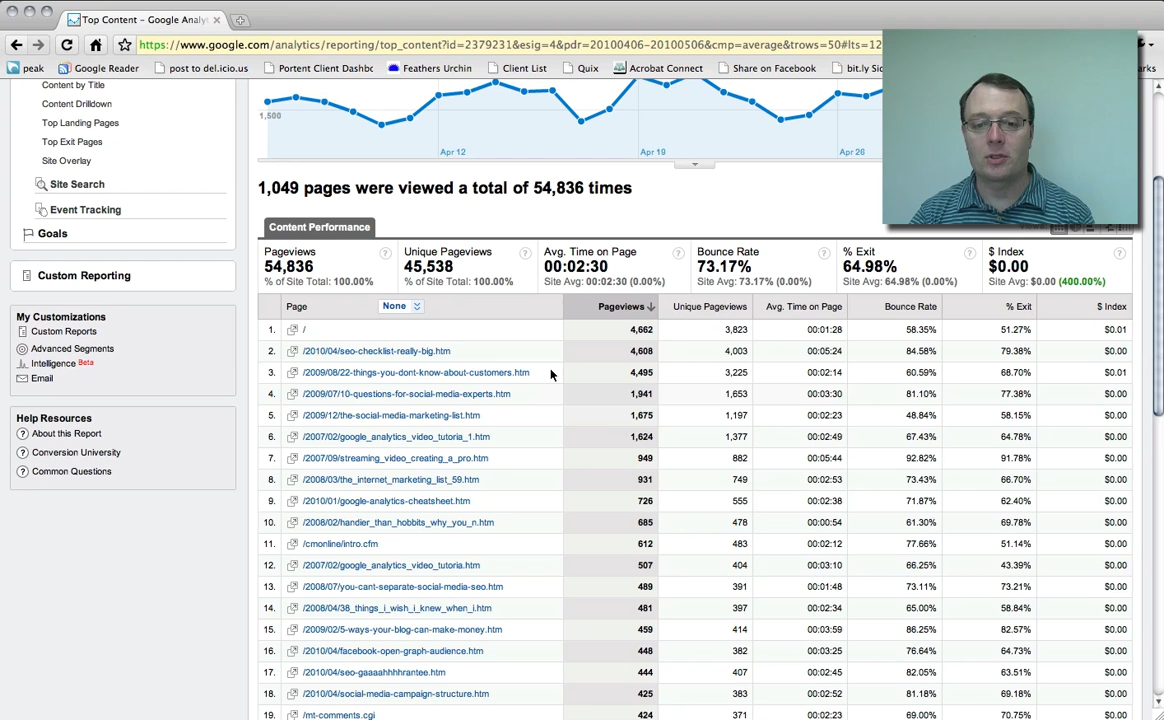 Top Content – Google Analy
https://www.google.com/analytics/reporting/top_content?id=2379231&esig=4&pdr=20100406-20100506&cmp=average&trows=50#lts=12
peak Google Reader post to del.icio.us Portent Client Dashbc Feathers Urchin Client List Quix Acrobat Connect Share on Facebook bit.ly Sid rks
Content by Title
Content Drilldown
Top Landing Pages
Top Exit Pages
Site Overlay
Site Search
Event Tracking
Goals
Custom Reporting
My Customizations
Custom Reports
Advanced Segments
Intelligence Beta
Email
Help Resources
About this Report
Conversion University
Common Questions
1,500
Apr 12 Apr 19 Apr 26
1,049 pages were viewed a total of 54,836 times
Content Performance
Pageviews Unique Pageviews Avg. Time on Page Bounce Rate % Exit $ Index
54,836 45,538 00:02:30 73.17% 64.98% $0.00
% of Site Total: 100.00% % of Site Total: 100.00% Site Avg: 00:02:30 (0.00%) Site Avg: 73.17% (0.00%) Site Avg: 64.98% (0.00%) Site Avg: $0.00 (400.00%)
Page None Pageviews Unique Pageviews Avg. Time on Page Bounce Rate % Exit $ Index
1. / 4,662 3,823 00:01:28 58.35% 51.27% $0.01
2. /2010/04/seo-checklist-really-big.htm 4,608 4,003 00:05:24 84.58% 79.38% $0.00
3. /2009/08/22-things-you-dont-know-about-customers.htm 4,495 3,225 00:02:14 60.59% 68.70% $0.01
4. /2009/07/10-questions-for-social-media-experts.htm 1,941 1,653 00:03:30 81.10% 77.38% $0.00
5. /2009/12/the-social-media-marketing-list.htm 1,675 1,197 00:02:23 48.84% 58.15% $0.00
6. /2007/02/google_analytics_video_tutoria_1.htm 1,624 1,377 00:02:49 67.43% 64.78% $0.00
7. /2007/09/streaming_video_creating_a_pro.htm 949 882 00:05:44 92.82% 91.78% $0.00
8. /2008/03/the_internet_marketing_list_59.htm 931 749 00:02:53 73.43% 66.70% $0.00
9. /2010/01/google-analytics-cheatsheet.htm 726 555 00:02:38 71.87% 62.40% $0.00
10. /2008/02/handier_than_hobbits_why_you_n.htm 685 478 00:00:54 61.30% 69.78% $0.00
11. /cmonline/intro.cfm 612 483 00:02:12 77.66% 51.14% $0.00
12. /2007/02/google_analytics_video_tutoria.htm 507 404 00:03:10 66.25% 43.39% $0.00
13. /2008/07/you-cant-separate-social-media-seo.htm 489 391 00:01:48 73.11% 73.21% $0.00
14. /2008/04/38_things_i_wish_i_knew_when_i.htm 481 397 00:02:34 65.00% 58.84% $0.00
15. /2009/02/5-ways-your-blog-can-make-money.htm 459 414 00:03:59 86.25% 82.57% $0.00
16. /2010/04/facebook-open-graph-audience.htm 448 382 00:03:25 76.64% 64.73% $0.00
17. /2010/04/seo-gaaaahhhhrantee.htm 444 407 00:02:45 82.05% 63.51% $0.00
18. /2010/04/social-media-campaign-structure.htm 425 383 00:02:52 81.18% 69.18% $0.00
19. /mt-comments.cgi 424 371 00:02:23 69.00% 70.75% $0.00